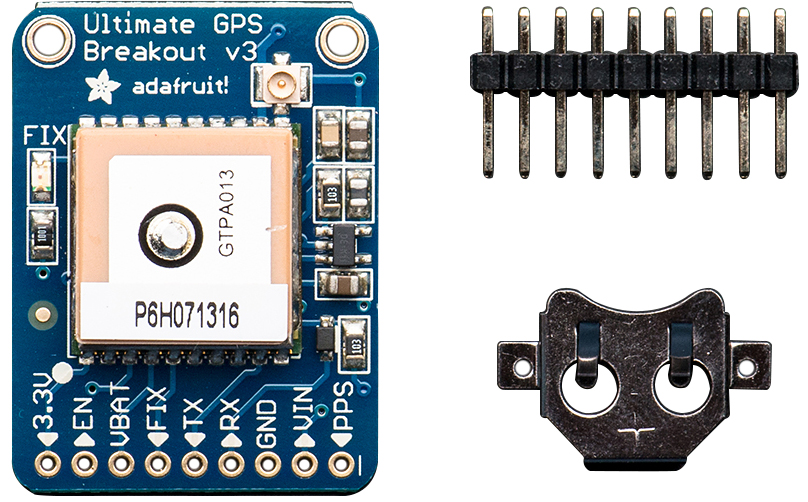 Ultimate GPS
Breakout v3
adafruit!
FIX
GTPA013
103
1001
P6H071316
103
3.3V
EN
VBAT
FIX
TX
RX
GND
VIN
PPS